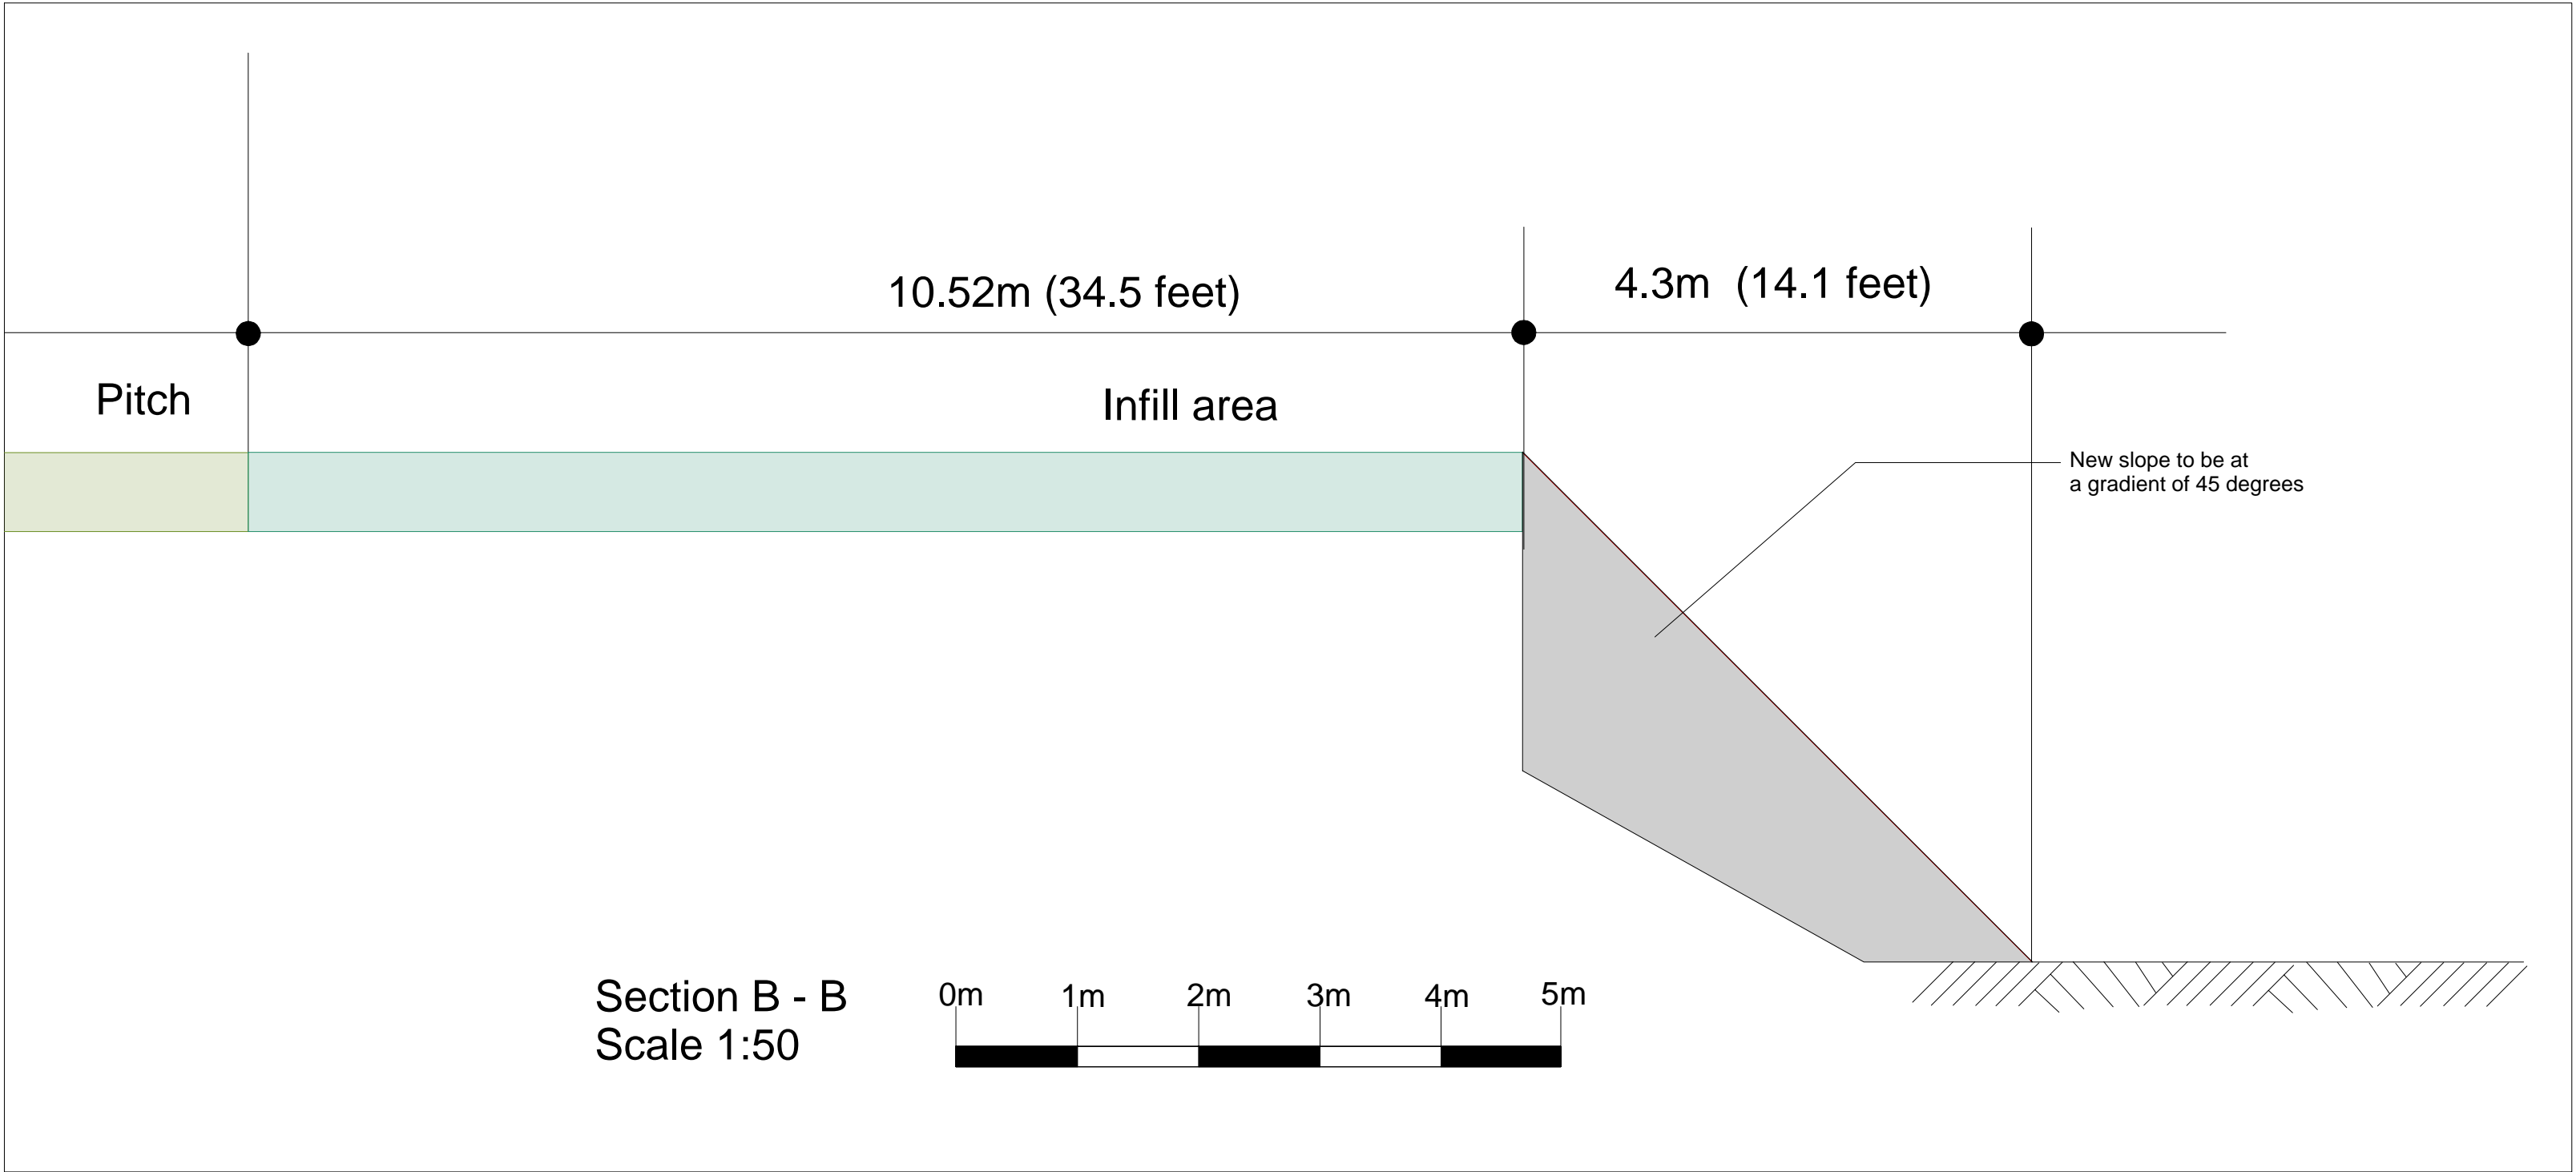 10.52m (34.5 feet)
4.3m (14.1 feet)
Pitch
Infill area
New slope to be at
a gradient of 45 degrees
Section B - B
Scale 1:50
0m 1m 2m 3m 4m 5m